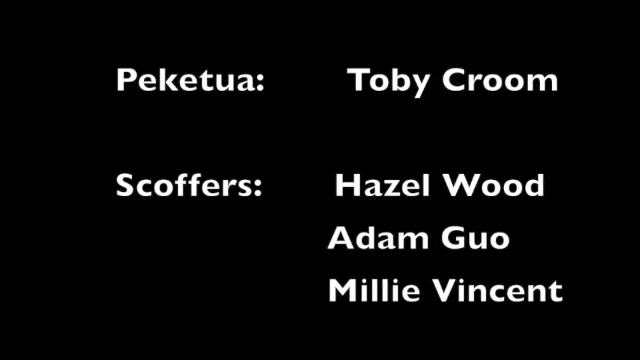 Peketua: Toby Croom
Scoffers: Hazel Wood
Adam Guo
Millie Vincent